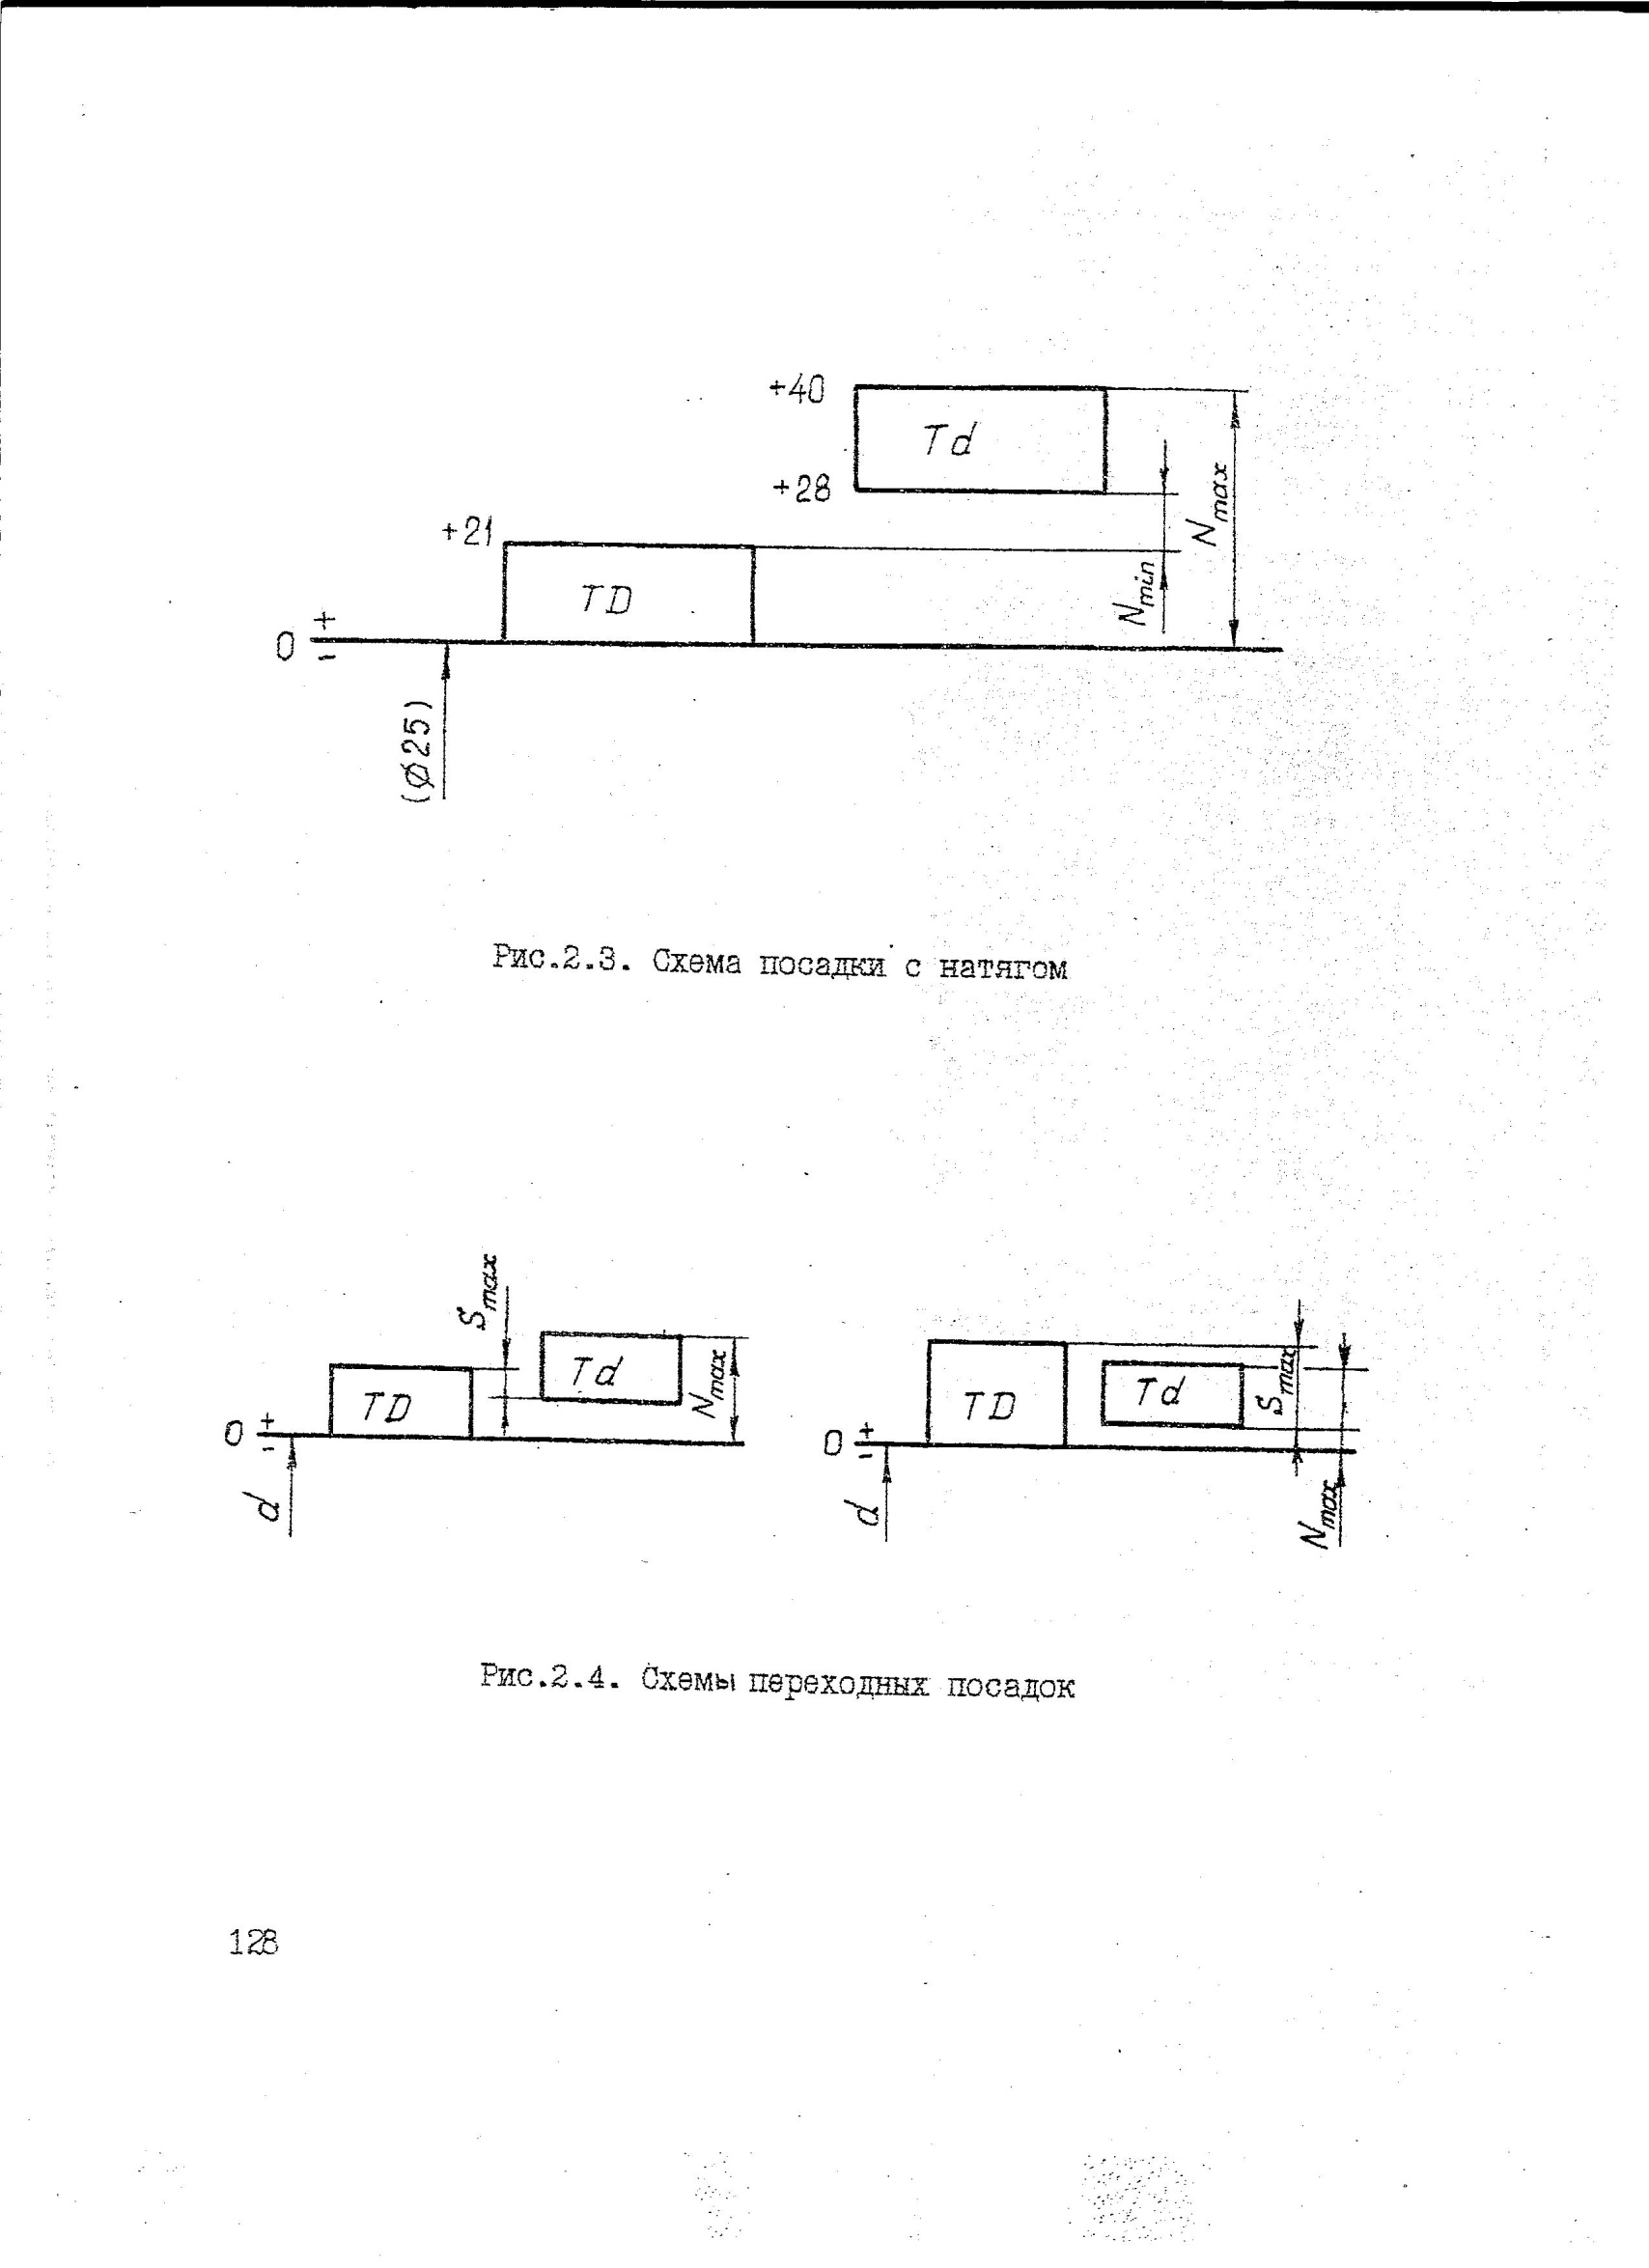 +40
Td
+28
Nmax
+21
Nmin
TD
0 + -
(Ø25)
Рис.2.3. Схема посадки с натягом
Smax
Td
Nmax
TD
0 + -
d
TD
Td
Smax
0 + -
d
Nmax
Рис.2.4. Схемы переходных посадок
128